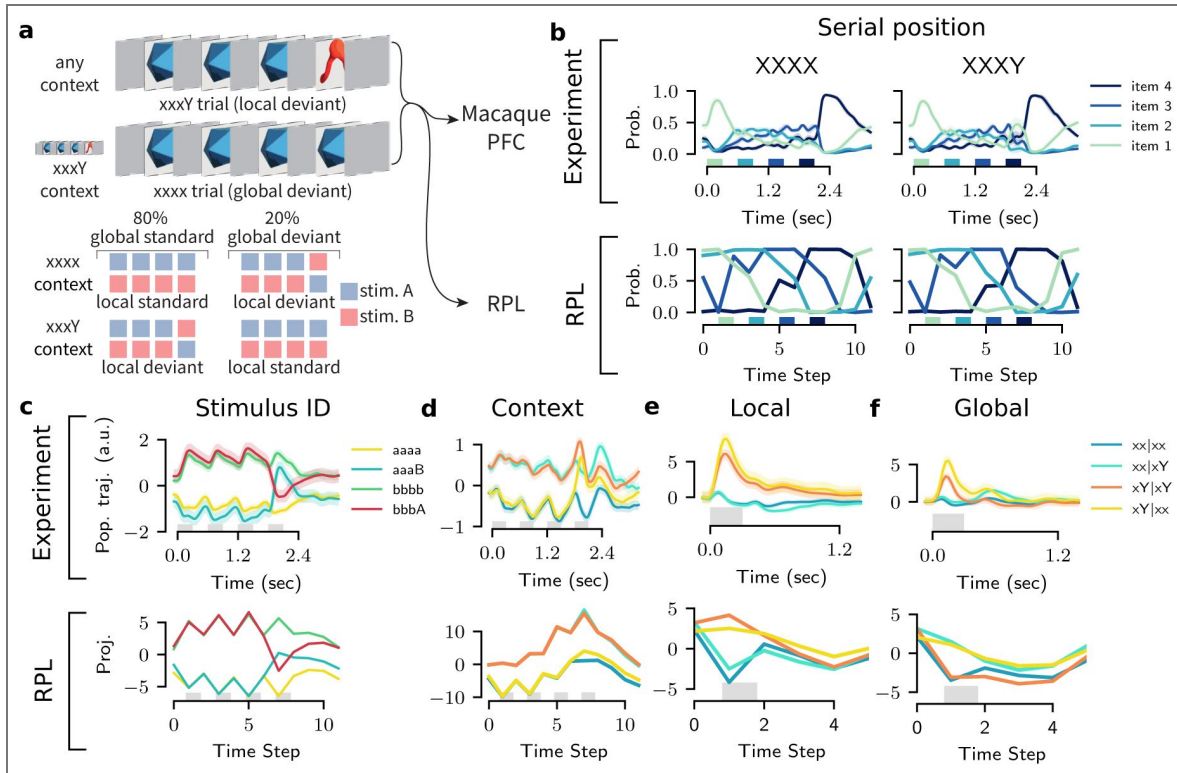 a
any
context
xxxY trial (local deviant)
xxxY
context
xxxx trial (global deviant)
Macaque
PFC
RPL
80%
global standard
20%
global deviant
xxxx
context
local standard
local deviant
xxxY
context
local deviant
local standard
stim. A
stim. B
b
Serial position
Experiment
XXXX
XXXY
Prob.
1.0
0.5
0.0
0.0
1.2
2.4
0.0
1.2
2.4
Time (sec)
Time (sec)
item 4
item 3
item 2
item 1
RPL
Prob.
1.0
0.5
0.0
0
5
10
0
5
10
Time Step
Time Step
c
Stimulus ID
Experiment
Pop. traj. (a.u.)
2
0
−2
0.0
1.2
2.4
Time (sec)
aaaa
aaaB
bbbb
bbbA
RPL
Proj.
5
0
−5
0
5
10
Time Step
d
Context
1
0
−1
0.0
1.2
2.4
Time (sec)
10
0
−10
0
5
10
Time Step
e
Local
5
0
0.0
1.2
Time (sec)
5
0
−5
0
2
4
Time Step
f
Global
5
0
0.0
1.2
Time (sec)
xx|xx
xx|xY
xY|xY
xY|xx
5
0
−5
0
2
4
Time Step